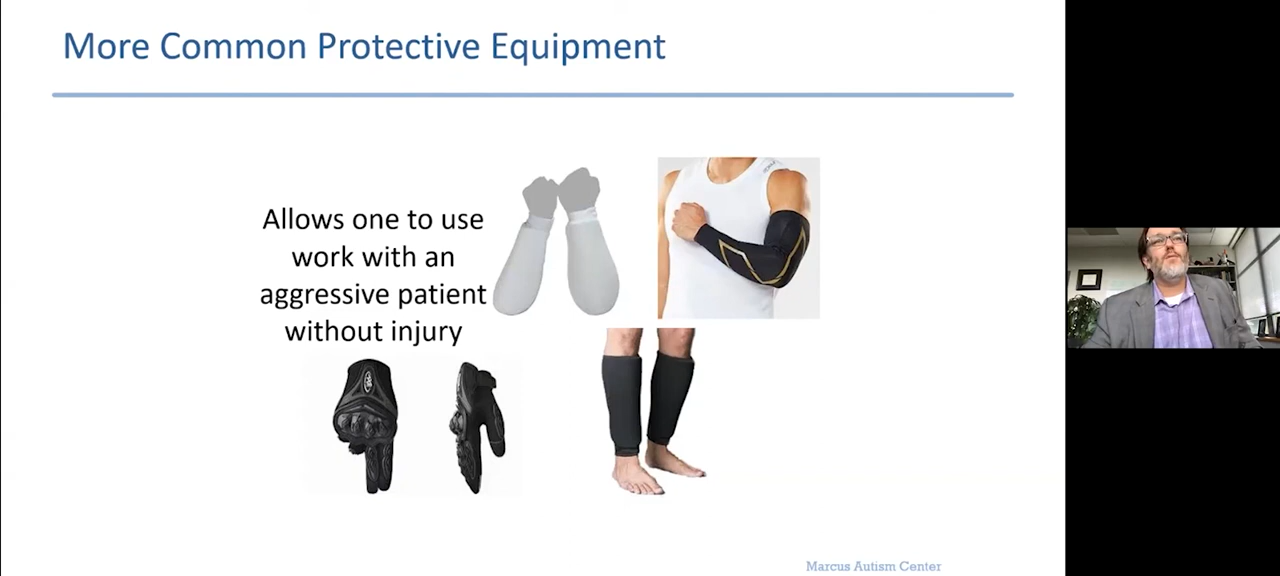 More Common Protective Equipment
Allows one to use
work with an
aggressive patient
without injury
Marcus Autism Center